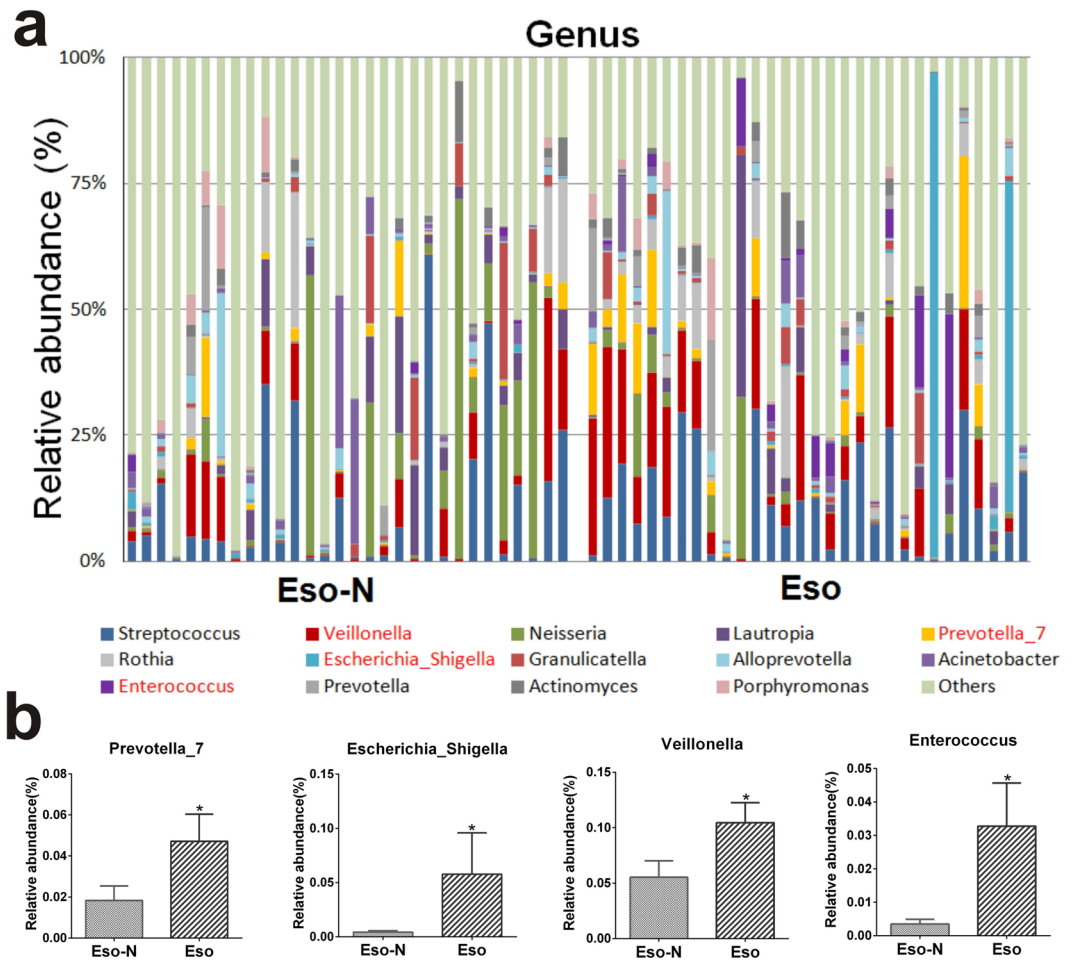 a
Genus
Relative abundance (%)
100%
75%
50%
25%
0%
Eso-N Eso
Streptococcus Veillonella Neisseria Lautropia Prevotella_7
Rothia Escherichia_Shigella Granulicatella Alloprevotella Acinetobacter
Enterococcus Prevotella Actinomyces Porphyromonas Others
b
Prevotella_7
Relative abundance(%)
0.08
0.06
0.04
0.02
0.00
*
Eso-N Eso
Escherichia_Shigella
Relative abundance(%)
0.15
0.10
0.05
0.00
*
Eso-N Eso
Veillonella
Relative abundance(%)
0.15
0.10
0.05
0.00
*
Eso-N Eso
Enterococcus
Relative abundance(%)
0.05
0.04
0.03
0.02
0.01
0.00
*
Eso-N Eso